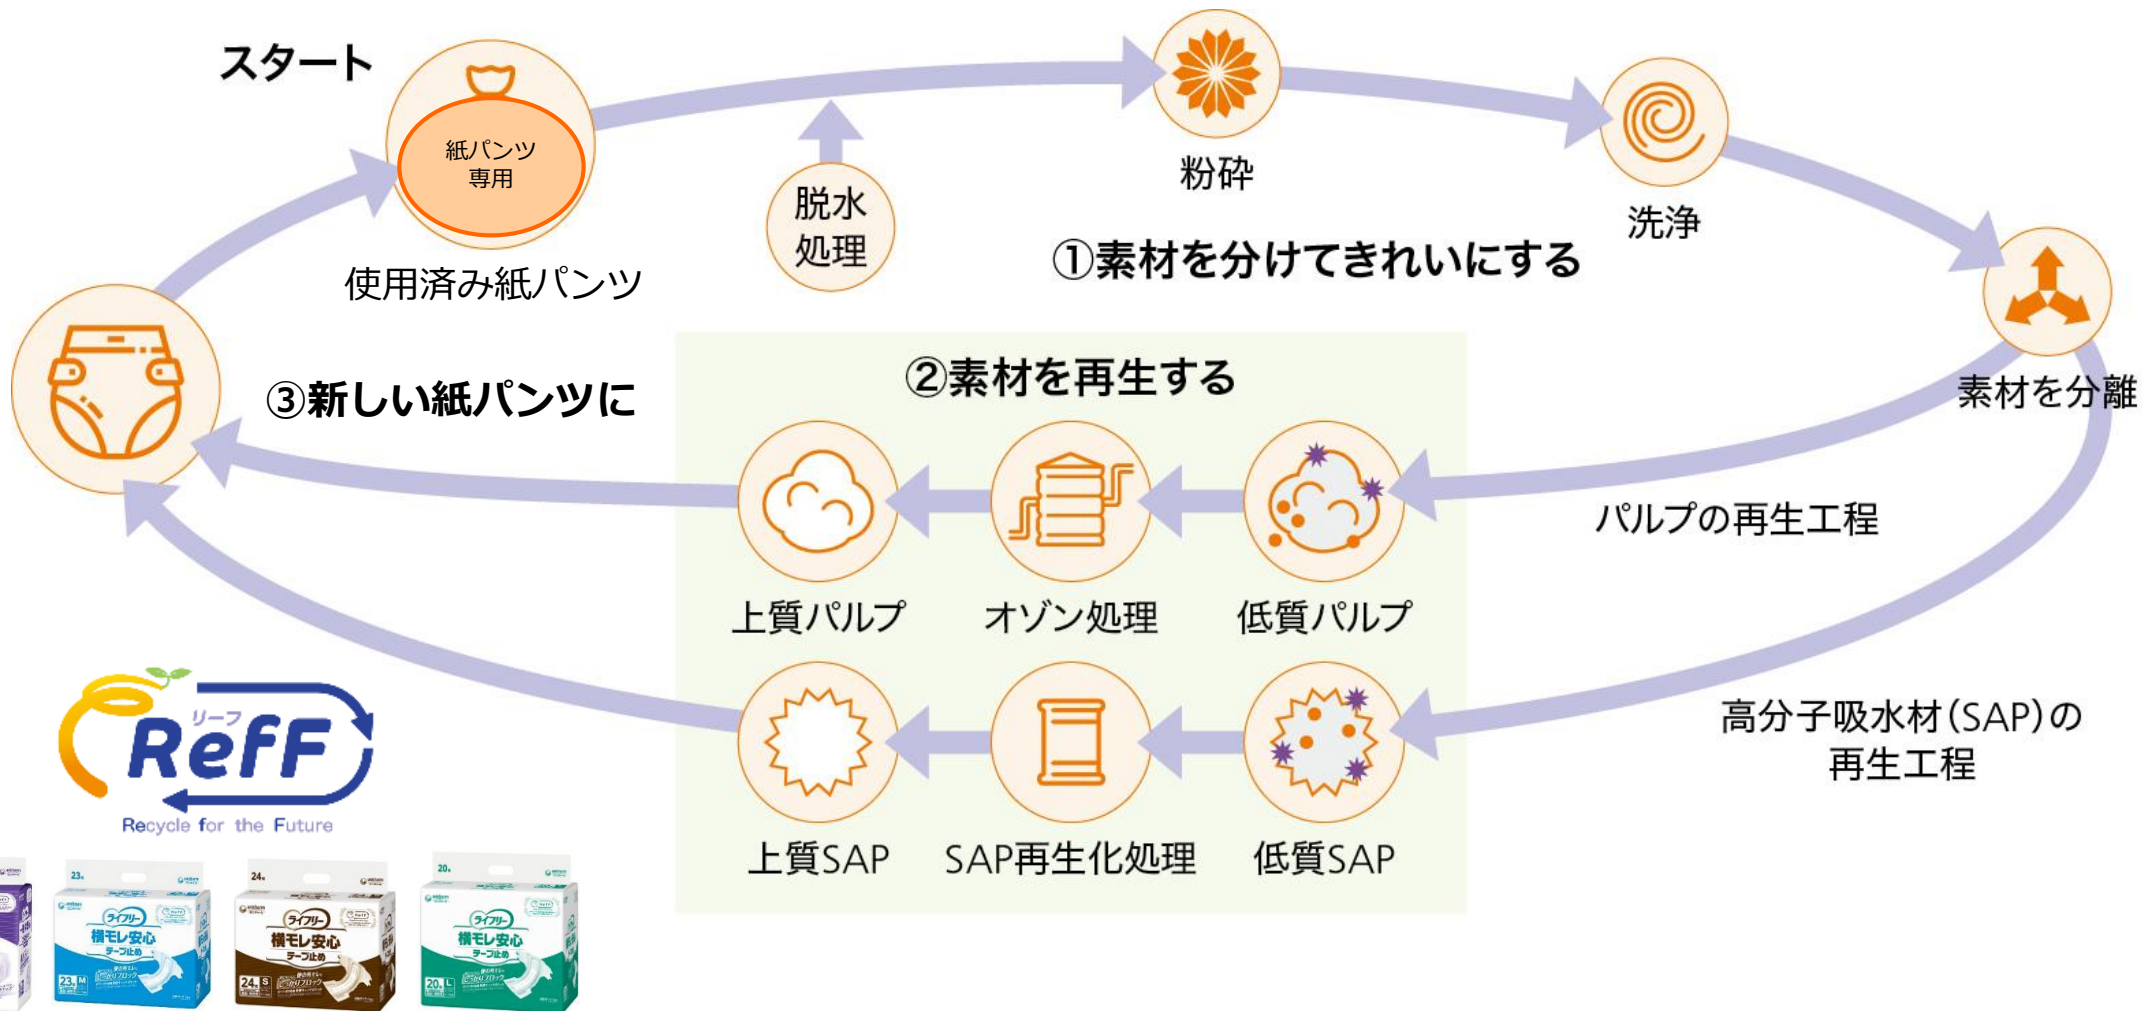 スタート
紙パンツ
専用
使用済み紙パンツ
脱水
処理
粉砕
洗浄
①素材を分けてきれいにする
素材を分離
②素材を再生する
③新しい紙パンツに
パルプの再生工程
上質パルプ
オゾン処理
低質パルプ
高分子吸水材(SAP)の
再生工程
上質SAP
SAP再生化処理
低質SAP
リーフ
RefF
Recycle for the Future
23
ライフリー
横モレ安心
テープ止め
23 M
24
ライフリー
横モレ安心
テープ止め
24 S
20
ライフリー
横モレ安心
テープ止め
20 L